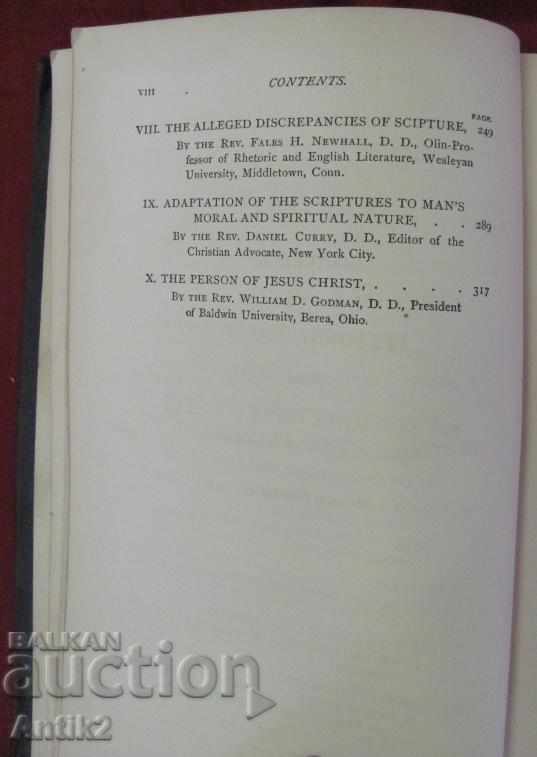 VIII
CONTENTS.
PAGE
VIII. THE ALLEGED DISCREPANCIES OF SCIPTURE, 249
By the Rev. Fales H. Newhall, D. D., Olin-Pro-
fessor of Rhetoric and English Literature, Wesleyan
University, Middletown, Conn.
IX. ADAPTATION OF THE SCRIPTURES TO MAN'S
MORAL AND SPIRITUAL NATURE, . . 289
By the Rev. Daniel Curry, D. D., Editor of the
Christian Advocate, New York City.
X. THE PERSON OF JESUS CHRIST, . . . . 317
By the Rev. William D. Godman, D. D., President
of Baldwin University, Berea, Ohio.
BALKAN
auction
Antik2